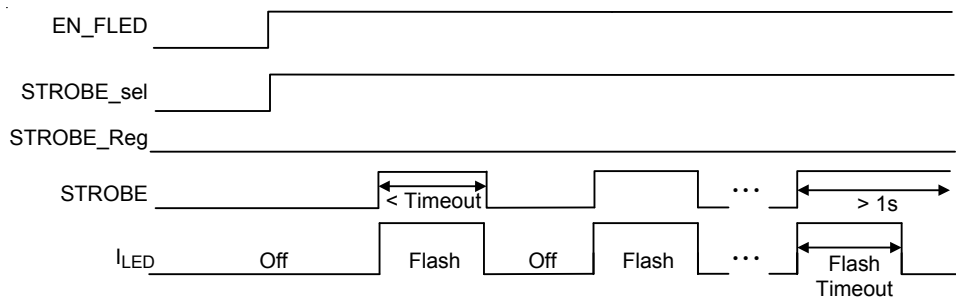 EN_FLED
STROBE_sel
STROBE_Reg
STROBE
< Timeout
...
> 1s
ILED
Off
Flash
Off
Flash
...
Flash
Timeout